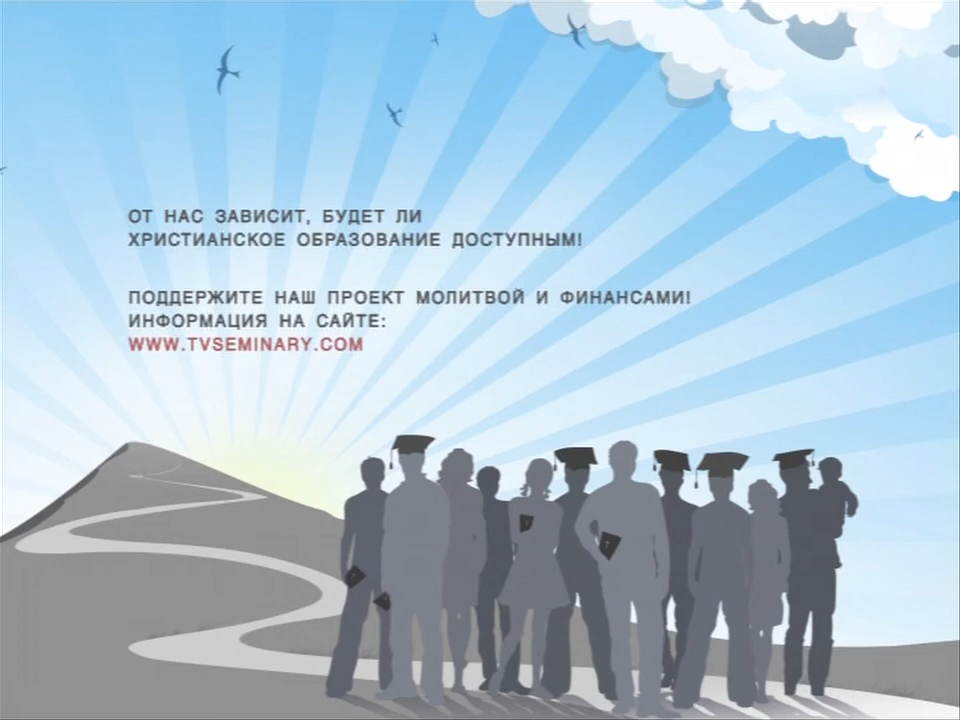 ОТ НАС ЗАВИСИТ, БУДЕТ ЛИ
ХРИСТИАНСКОЕ ОБРАЗОВАНИЕ ДОСТУПНЫМ!
ПОДДЕРЖИТЕ НАШ ПРОЕКТ МОЛИТВОЙ И ФИНАНСАМИ!
ИНФОРМАЦИЯ НА САЙТЕ:
WWW.TVSEMINARY.COM